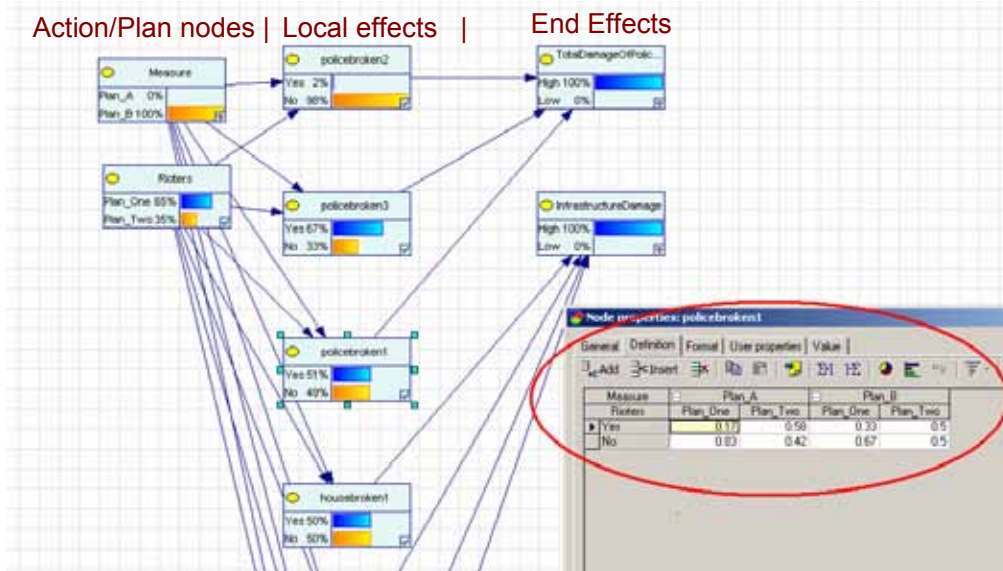 Action/Plan nodes | Local effects |
End Effects
Measure
Plan_A 0%
Plan_B 100%
Rioters
Plan_One 65%
Plan_Two 35%
policebroken2
Yes 2%
No 98%
policebroken3
Yes 67%
No 33%
policebroken1
Yes 51%
No 49%
housebroken1
Yes 50%
No 50%
TotalDamageOfPolic...
High 100%
Low 0%
InfrastructureDamage
High 100%
Low 0%
Node properties: policebroken1
General Definition Format User properties Value
Add Insert
Measure Plan_A Plan_B
Rioters Plan_One Plan_Two Plan_One Plan_Two
Yes 0.17 0.58 0.33 0.5
No 0.83 0.42 0.67 0.5